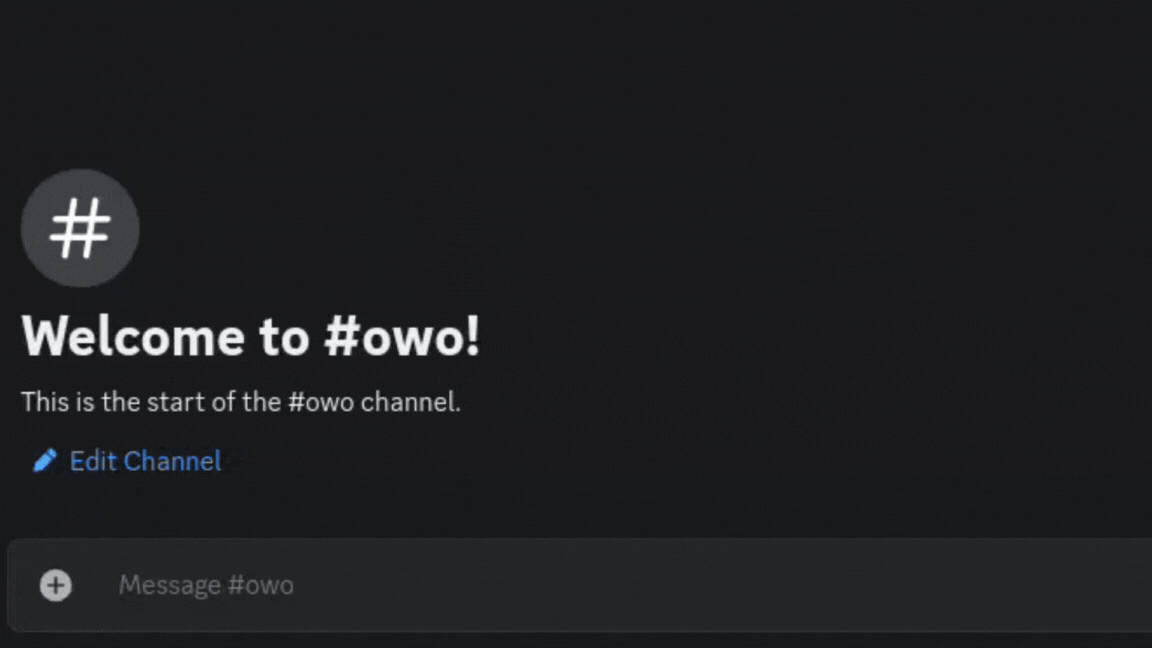 #
Welcome to #owo!
This is the start of the #owo channel.
Edit Channel
Message #owo